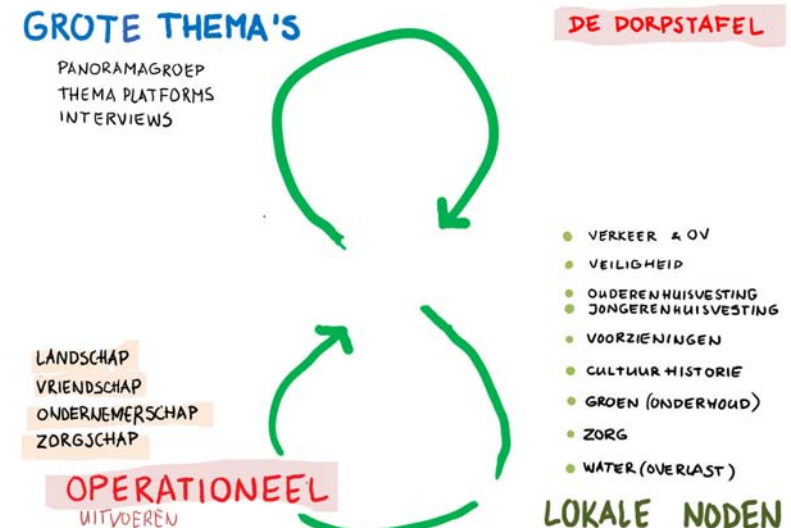 GROTE THEMA'S
PANORAMAGROEP
THEMA PLATFORMS
INTERVIEWS
DE DORPSTAFEL
VERKEER & OV
VEILIGHEID
OUDERENHUISVESTING
JONGERENHUISVESTING
VOORZIENINGEN
CULTUUR HISTORIE
GROEN (ONDERHOUD)
ZORG
WATER (OVERLAST)
LOKALE NODEN
LANDSCHAP
VRIENDSCHAP
ONDERNEMERSCHAP
ZORGSCHAP
OPERATIONEEL
UITVOEREN